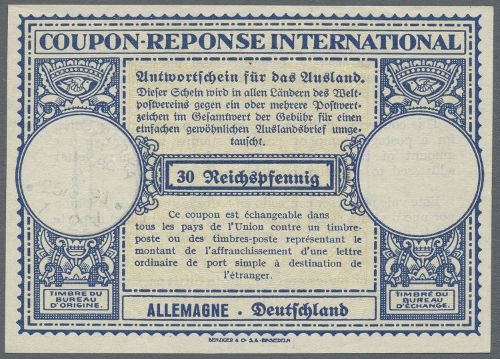 COUPON-REPONSE INTERNATIONAL
Antwortschein für das Ausland.
Dieser Schein wird in allen Ländern des Welt-
postvereins gegen ein oder mehrere Postwert-
zeichen im Gesamtwert der Gebühr für einen
einfachen gewöhnlichen Auslandsbrief umge-
tauscht.
30 Reichspfennig
Ce coupon est échangeable dans
tous les pays de l'Union contre un timbre-
poste ou des timbres-poste représentant le
montant de l'affranchissement d'une lettre
ordinaire de port simple à destination de
l'étranger.
TIMBRE DU
BUREAU
D'ORIGINE.
ALLEMAGNE - Deutschland
TIMBRE DU
BUREAU
D'ÉCHANGE.
BENZIGER & Co S.A. EINSIEDELN